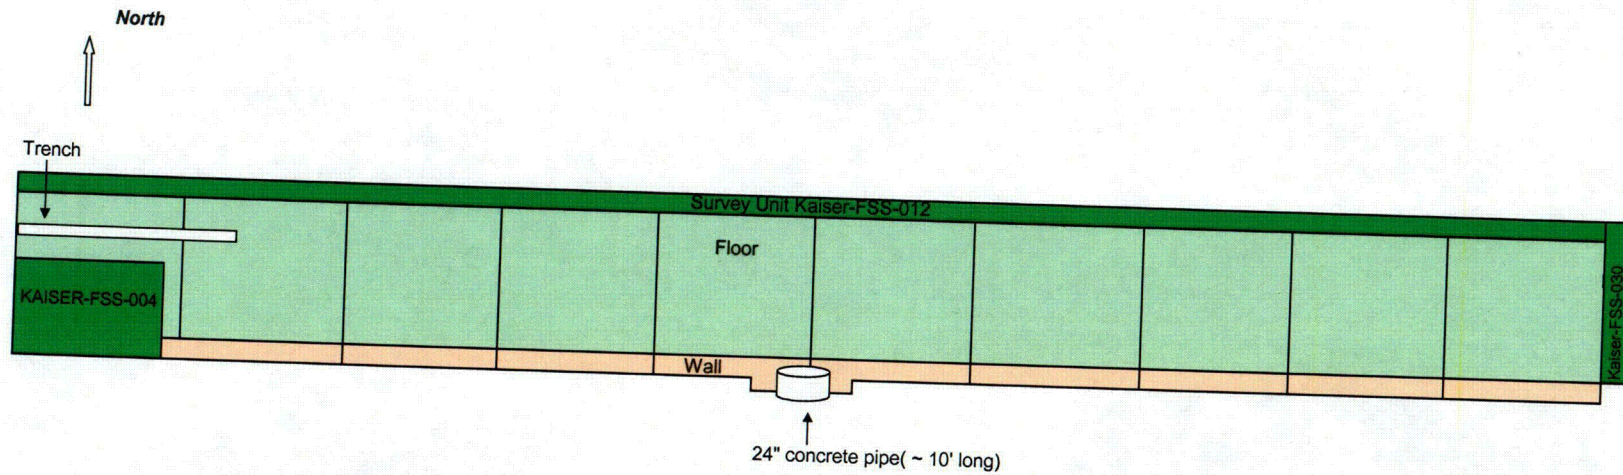 North
Trench
Survey Unit Kaiser-FSS-012
Floor
KAISER-FSS-004
Kaiser-FSS-030
Wall
24" concrete pipe( ~ 10' long)